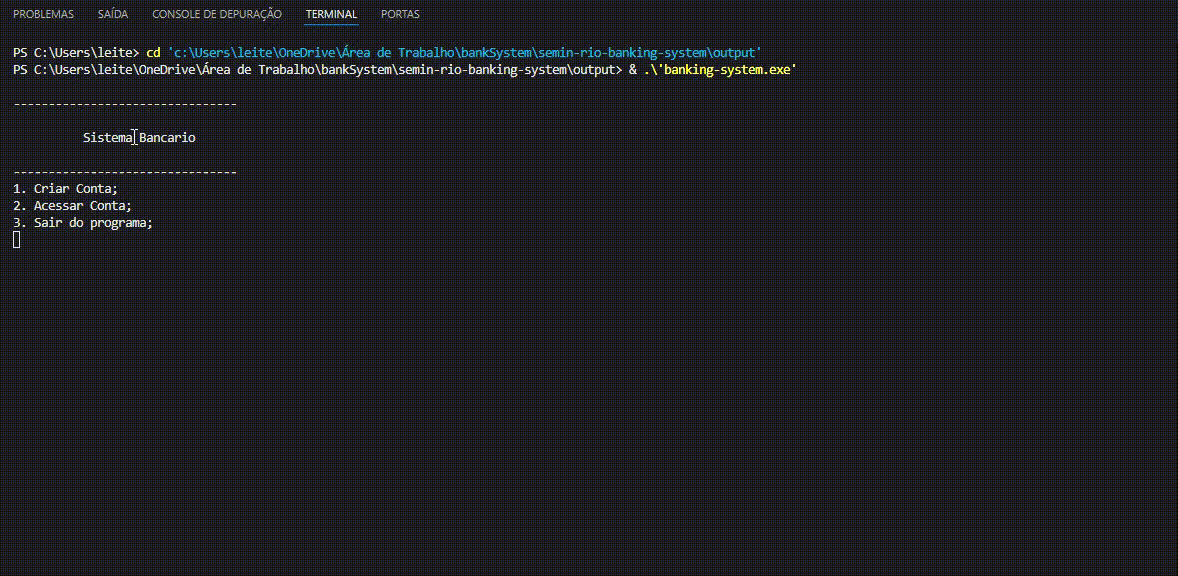 PROBLEMAS SAÍDA CONSOLE DE DEPURAÇÃO TERMINAL PORTAS
PS C:\Users\leite> cd 'c:\Users\leite\OneDrive\Área de Trabalho\bankSystem\semin-rio-banking-system\output'
PS C:\Users\leite\OneDrive\Área de Trabalho\bankSystem\semin-rio-banking-system\output> & .\'banking-system.exe'
--------------------------------
Sistema Bancario
--------------------------------
1. Criar Conta;
2. Acessar Conta;
3. Sair do programa;